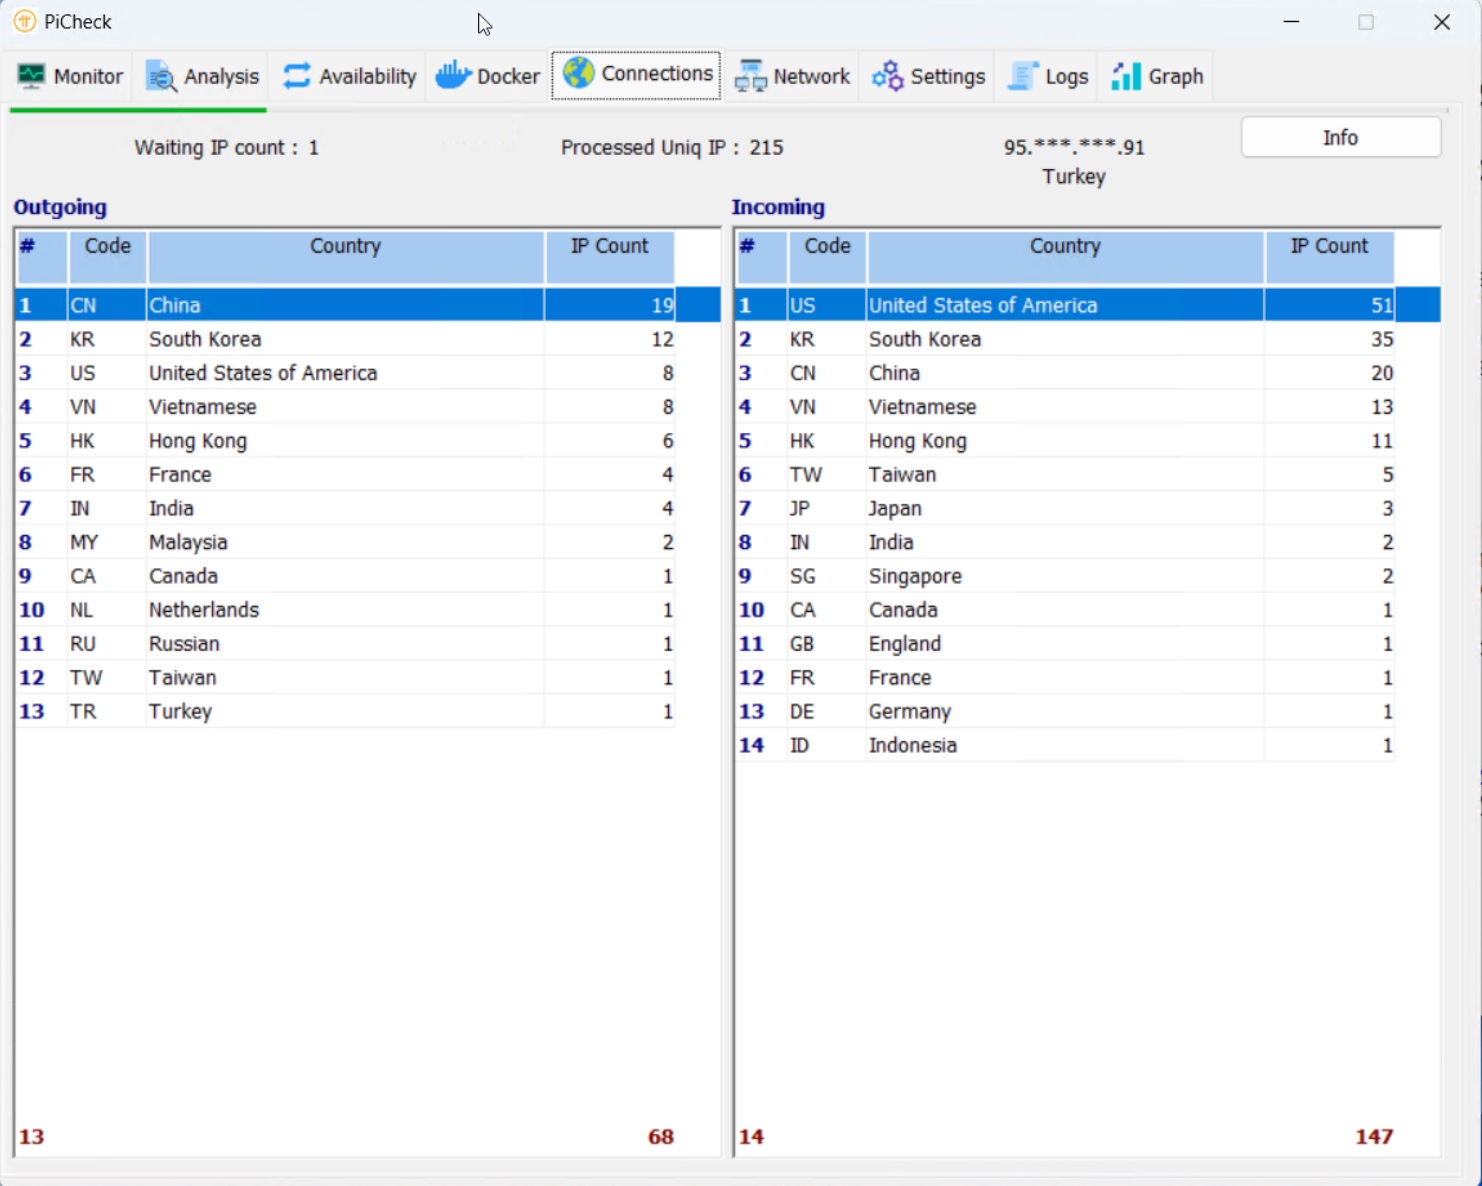 PiCheck
Monitor Analysis Availability Docker Connections Network Settings Logs Graph
Waiting IP count : 1 Processed Uniq IP : 215 95.***.***.91 Info
Turkey
Outgoing
# Code Country IP Count
1 CN China 19
2 KR South Korea 12
3 US United States of America 8
4 VN Vietnamese 8
5 HK Hong Kong 6
6 FR France 4
7 IN India 4
8 MY Malaysia 2
9 CA Canada 1
10 NL Netherlands 1
11 RU Russian 1
12 TW Taiwan 1
13 TR Turkey 1
13 68
Incoming
# Code Country IP Count
1 US United States of America 51
2 KR South Korea 35
3 CN China 20
4 VN Vietnamese 13
5 HK Hong Kong 11
6 TW Taiwan 5
7 JP Japan 3
8 IN India 2
9 SG Singapore 2
10 CA Canada 1
11 GB England 1
12 FR France 1
13 DE Germany 1
14 ID Indonesia 1
14 147